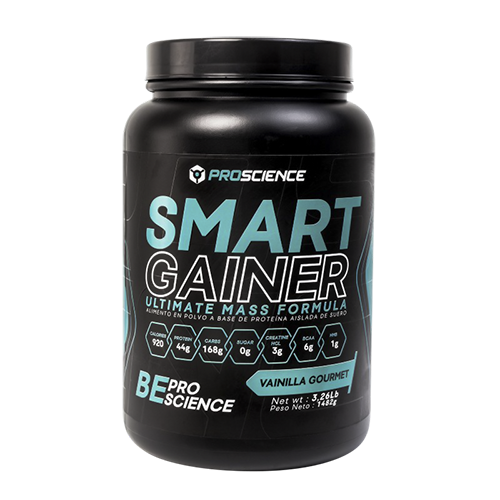 PROSCIENCE
SMART
GAINER
ULTIMATE MASS FORMULA
ALIMENTO EN POLVO A BASE DE PROTEÍNA AISLADA DE SUERO
CALORIES PROTEIN CARBS SUGAR CREATINE HCL BCAA HMB
920 44g 168g 0g 3g 6g 1g
BE PRO SCIENCE
VAINILLA GOURMET
Net wt : 3,26Lb
Peso Neto : 1482g